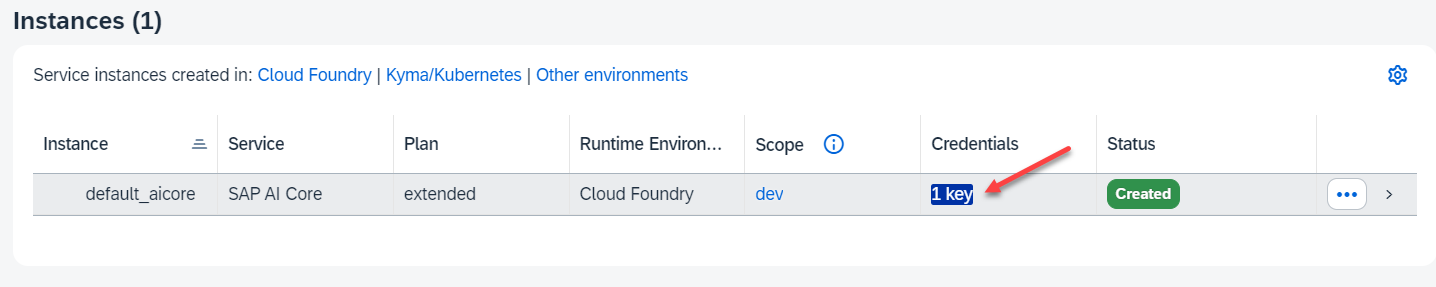 Instances (1)
Service instances created in: Cloud Foundry | Kyma/Kubernetes | Other environments
Instance Service Plan Runtime Environ... Scope Credentials Status
default_aicore SAP AI Core extended Cloud Foundry dev 1 key Created